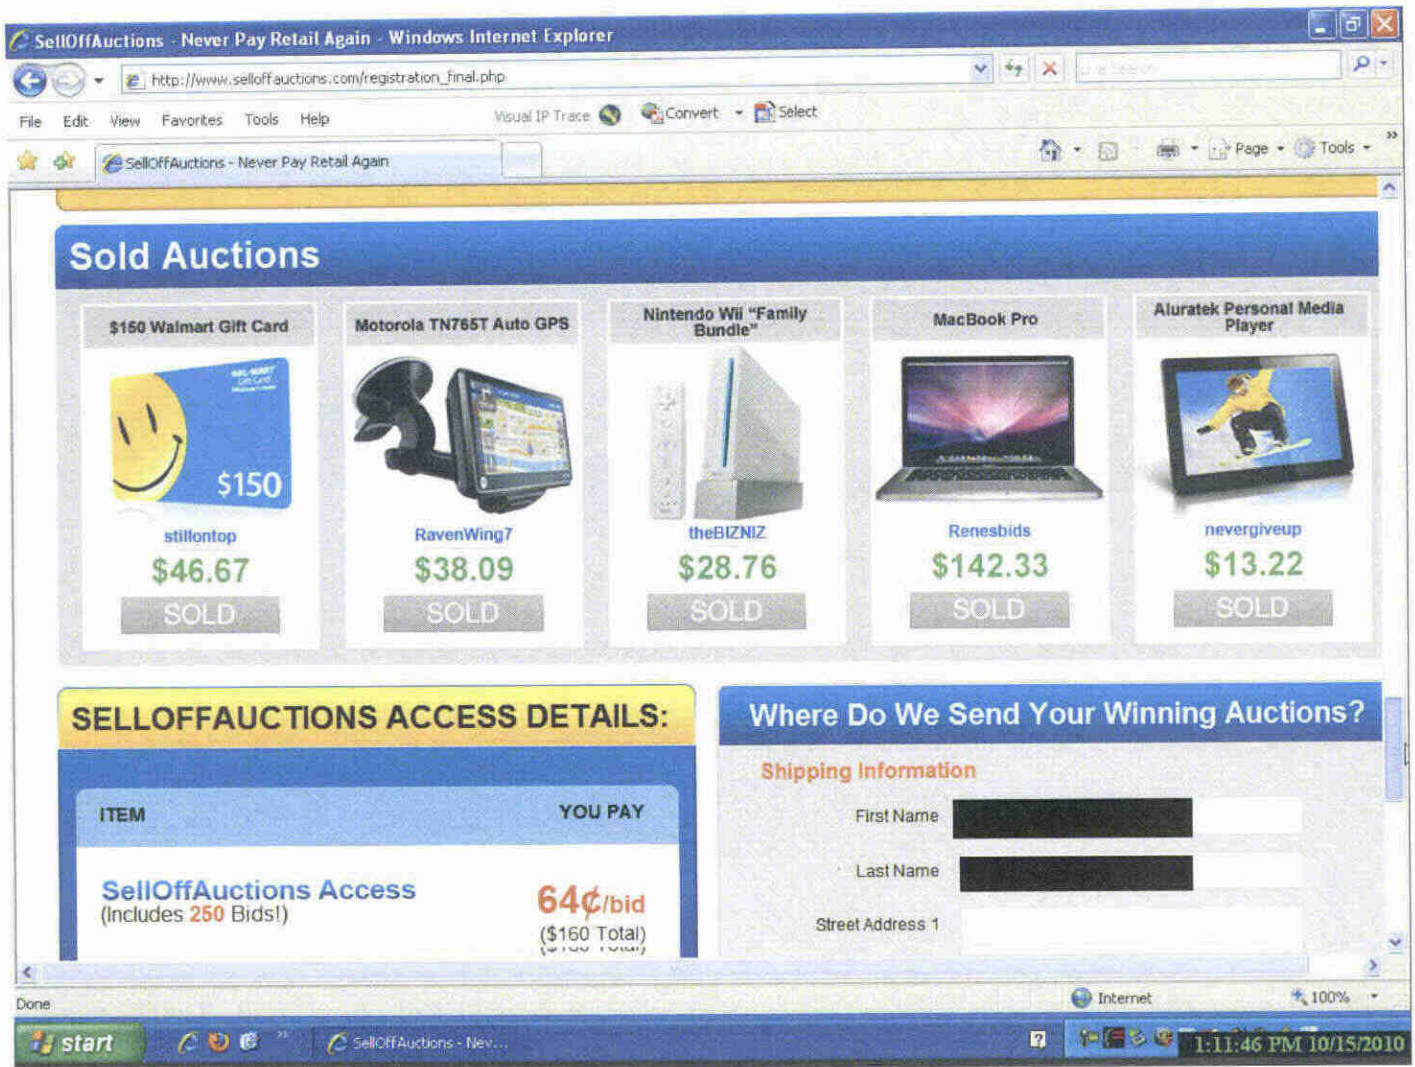 SellOffAuctions - Never Pay Retail Again - Windows Internet Explorer
http://www.selloffauctions.com/registration_final.php
File Edit View Favorites Tools Help
Visual IP Trace Convert Select
SellOffAuctions - Never Pay Retail Again
Page Tools
Sold Auctions
$150 Walmart Gift Card
$150
stillontop
$46.67
SOLD
Motorola TN765T Auto GPS
RavenWing7
$38.09
SOLD
Nintendo Wii "Family
Bundle"
theBIZNIZ
$28.76
SOLD
MacBook Pro
Renesbids
$142.33
SOLD
Aluratek Personal Media
Player
nevergiveup
$13.22
SOLD
SELLOFFAUCTIONS ACCESS DETAILS:
ITEM YOU PAY
SellOffAuctions Access
(Includes 250 Bids!)
64¢/bid
($160 Total)
Where Do We Send Your Winning Auctions?
Shipping Information
First Name
Last Name
Street Address 1
Done
Internet
100%
start
SellOffAuctions - Nev...
1:11:46 PM 10/15/2010